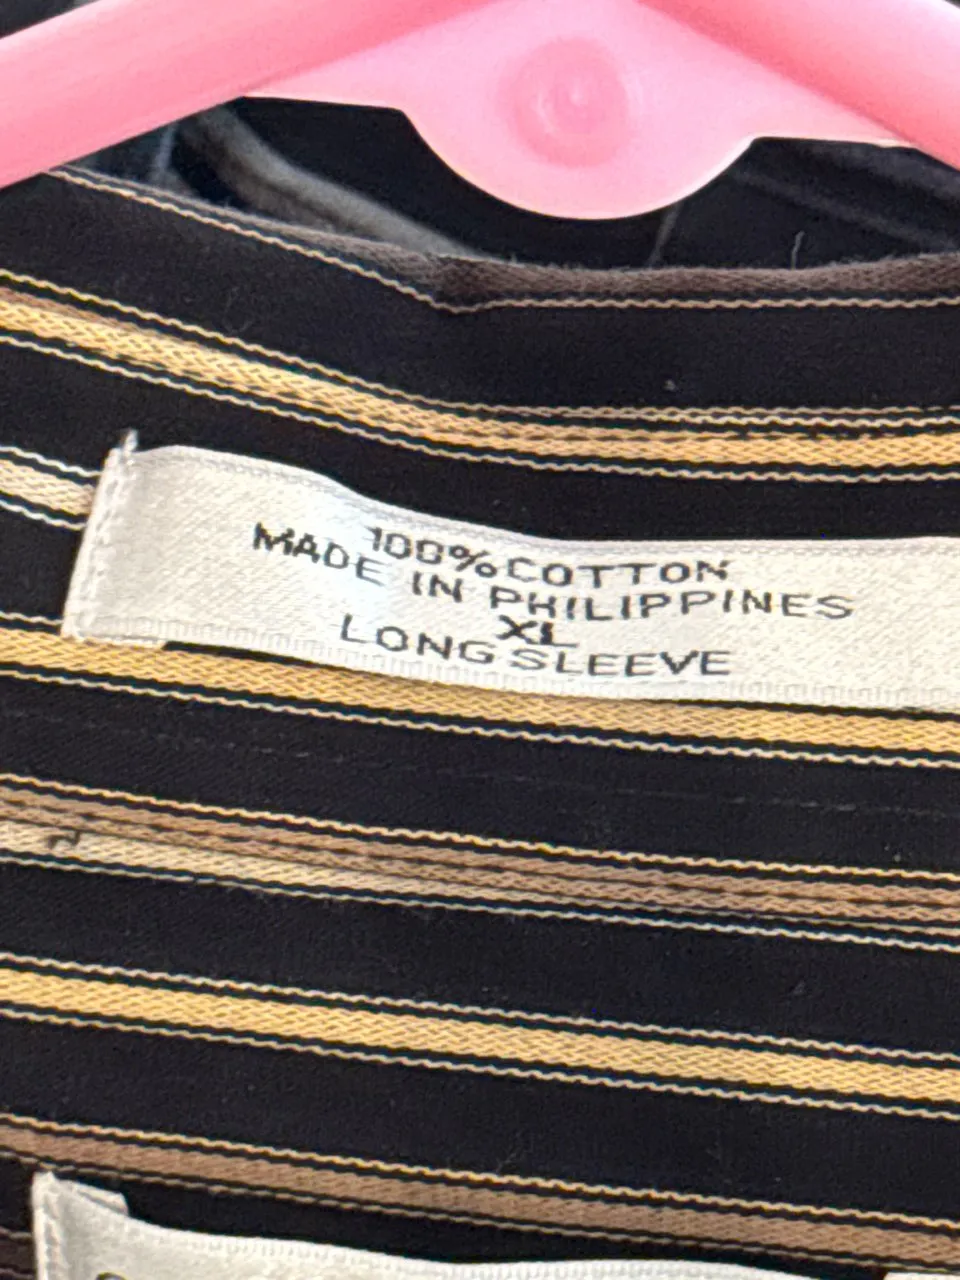 100% COTTON
MADE IN PHILIPPINES
XL
LONG SLEEVE